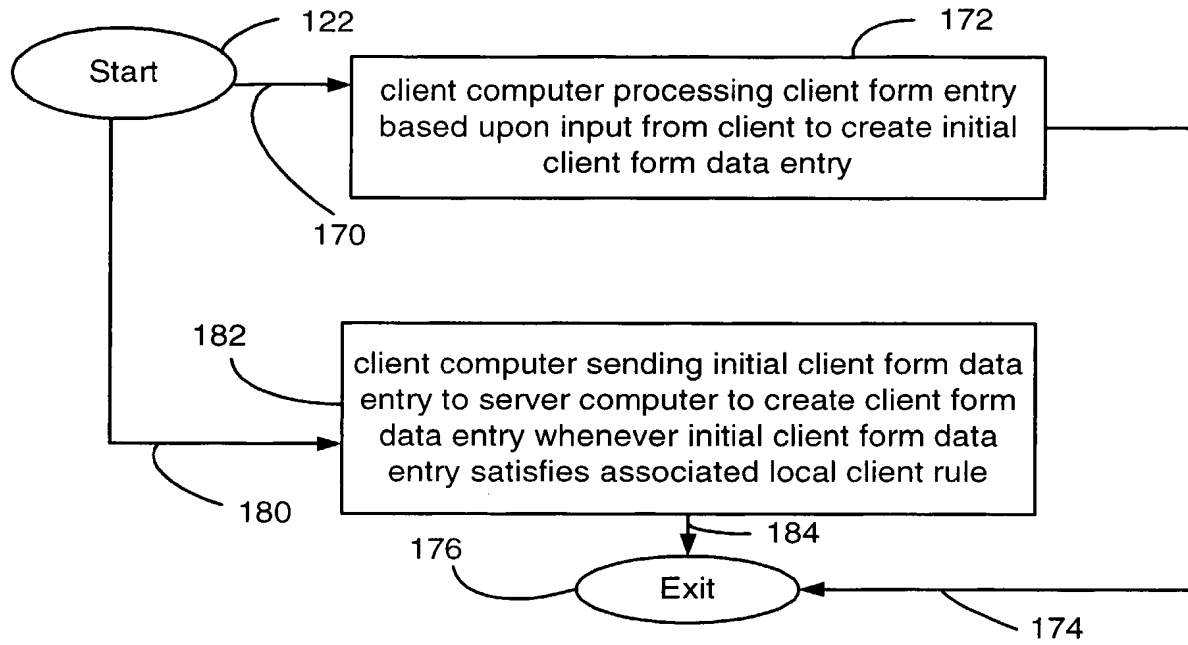 122
172
Start
client computer processing client form entry
based upon input from client to create initial
client form data entry
170
182
client computer sending initial client form data
entry to server computer to create client form
data entry whenever initial client form data
entry satisfies associated local client rule
180
184
176
Exit
174